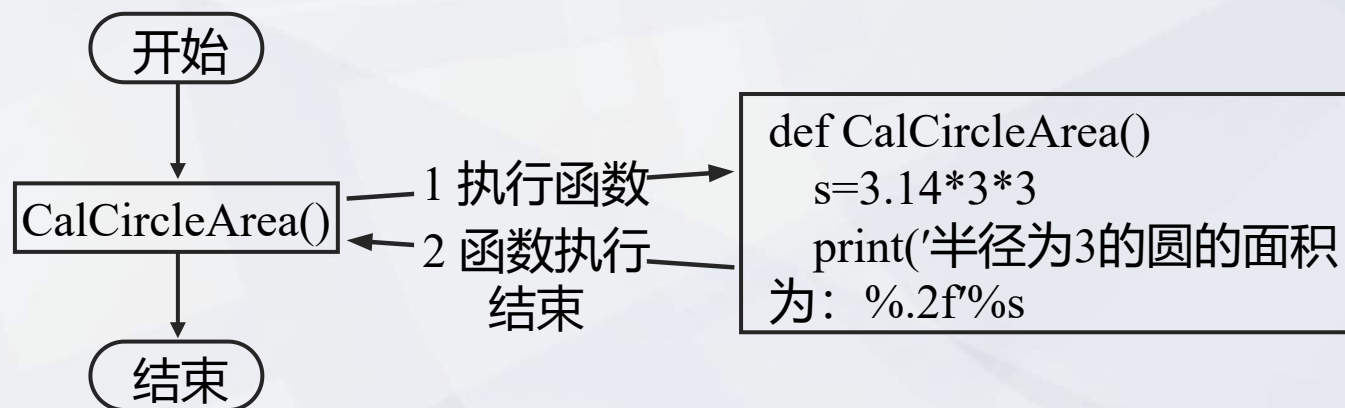 开始
CalCircleArea()
1 执行函数
2 函数执行
结束
def CalCircleArea()
s=3.14*3*3
print('半径为3的圆的面积
为：%.2f'%s
结束